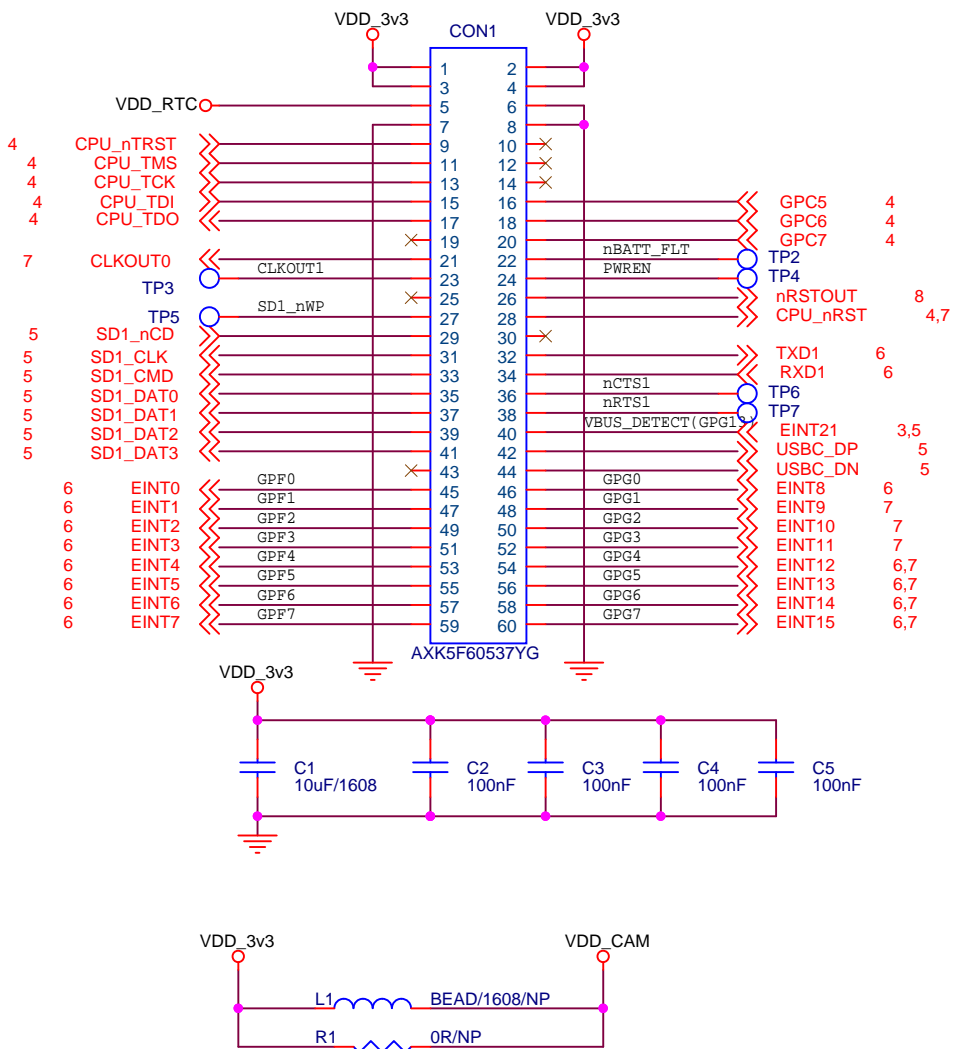 VDD_3v3 VDD_3v3
CON1
1 2
3 4
VDD_RTC 5 6
7 8
4 CPU_nTRST 9 10
4 CPU_TMS 11 12
4 CPU_TCK 13 14
4 CPU_TDI 15 16 GPC5 4
4 CPU_TDO 17 18 GPC6 4
19 20 GPC7 4
7 CLKOUT0 21 22 nBATT_FLT TP2
TP3 CLKOUT1 23 24 PWREN TP4
25 26 nRSTOUT 8
TP5 SD1_nWP 27 28 CPU_nRST 4,7
5 SD1_nCD 29 30
5 SD1_CLK 31 32 TXD1 6
5 SD1_CMD 33 34 RXD1 6
5 SD1_DAT0 35 36 nCTS1 TP6
5 SD1_DAT1 37 38 nRTS1 TP7
5 SD1_DAT2 39 40 EINT21 3,5
5 SD1_DAT3 41 42 USBC_DP 5
43 44 USBC_DN 5
6 EINT0 GPF0 45 46 GPG0 EINT8 6
6 EINT1 GPF1 47 48 GPG1 EINT9 7
6 EINT2 GPF2 49 50 GPG2 EINT10 7
6 EINT3 GPF3 51 52 GPG3 EINT11 7
6 EINT4 GPF4 53 54 GPG4 EINT12 6,7
6 EINT5 GPF5 55 56 GPG5 EINT13 6,7
6 EINT6 GPF6 57 58 GPG6 EINT14 6,7
6 EINT7 GPF7 59 60 GPG7 EINT15 6,7
AXK5F60537YG
VDD_3v3
C1 C2 C3 C4 C5
10uF/1608 100nF 100nF 100nF 100nF
VDD_3v3 VDD_CAM
L1 BEAD/1608/NP
R1 0R/NP